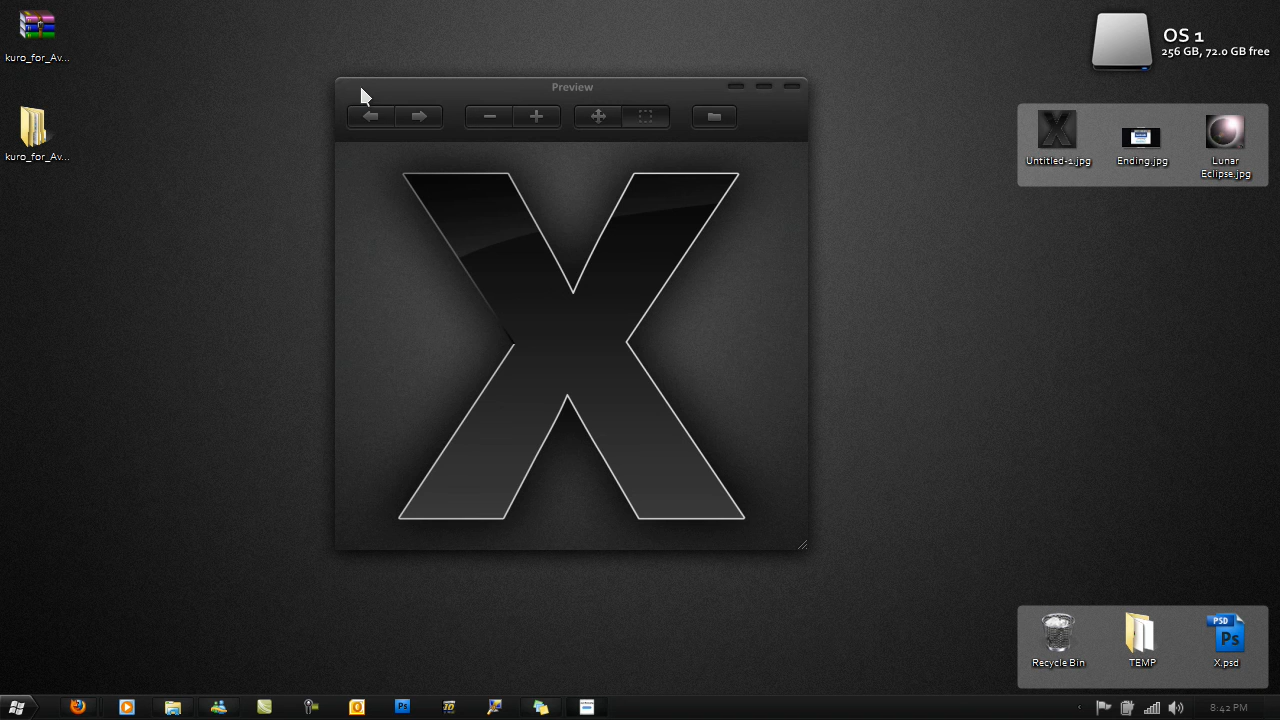 kuro_for_Av...
kuro_for_Av...
Preview
X
OS 1
256 GB, 72.0 GB free
Untitled-1.jpg
Ending.jpg
Lunar
Eclipse.jpg
PSD
Ps
Recycle Bin
TEMP
X.psd
Ps
8:42 PM